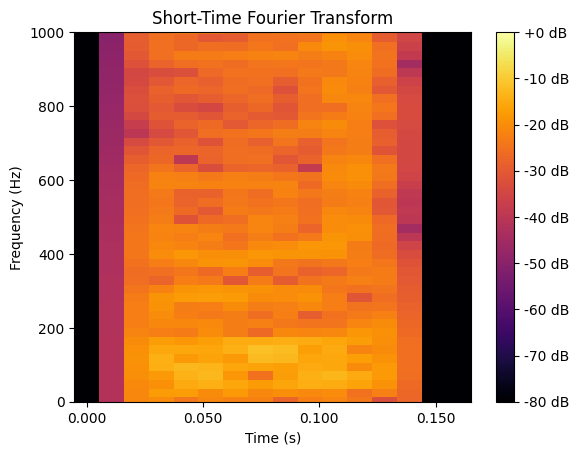 Short-Time Fourier Transform
1000
800
600
400
200
0
Frequency (Hz)
0.000
0.050
0.100
0.150
Time (s)
+0 dB
-10 dB
-20 dB
-30 dB
-40 dB
-50 dB
-60 dB
-70 dB
-80 dB